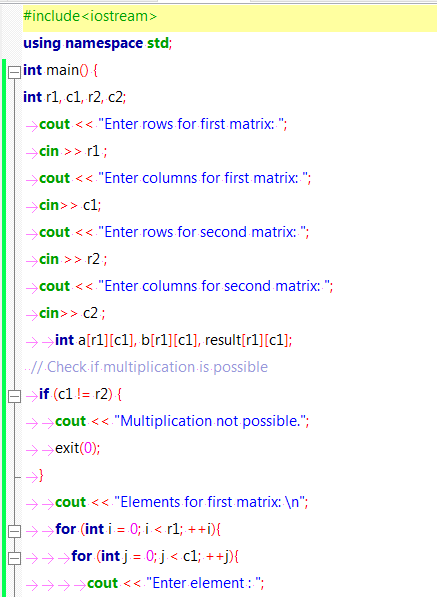 #include<iostream>
using namespace std;
int main() {
int r1, c1, r2, c2;
cout << "Enter rows for first matrix: ";
cin >> r1 ;
cout << "Enter columns for first matrix: ";
cin>> c1;
cout << "Enter rows for second matrix: ";
cin >> r2 ;
cout << "Enter columns for second matrix: ";
cin>> c2 ;
int a[r1][c1], b[r1][c1], result[r1][c1];
// Check if multiplication is possible
if (c1 != r2) {
cout << "Multiplication not possible.";
exit(0);
}
cout << "Elements for first matrix: \n";
for (int i = 0; i < r1; ++i){
for (int j = 0; j < c1; ++j){
cout << "Enter element : ";